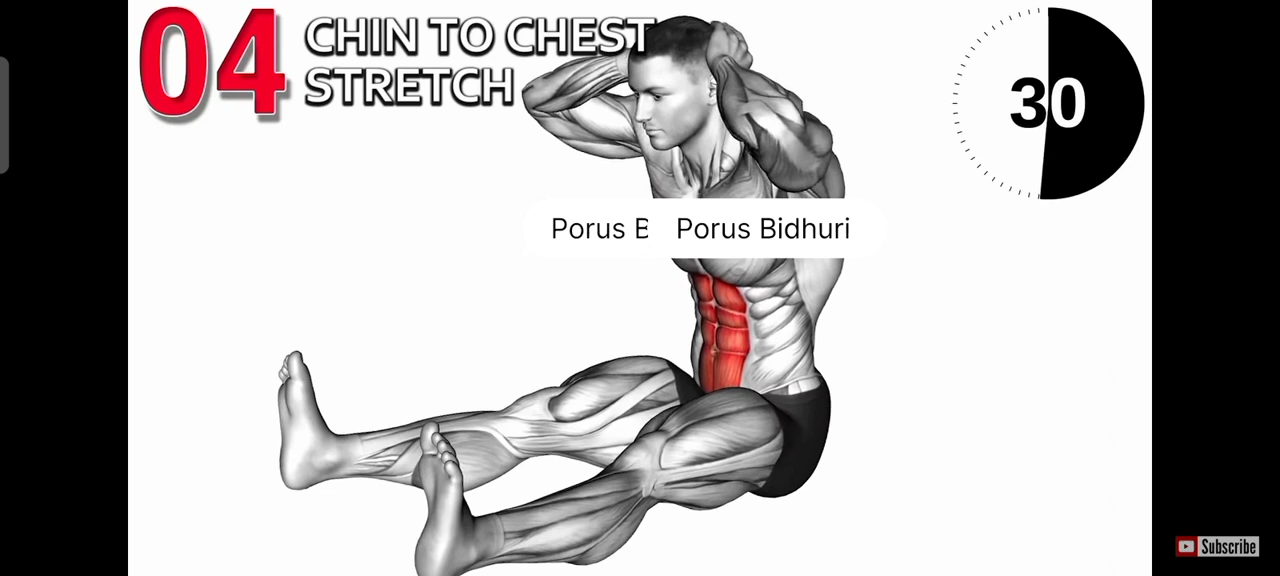 04
CHIN TO CHEST
STRETCH
30
Porus B
Porus Bidhuri
Subscribe